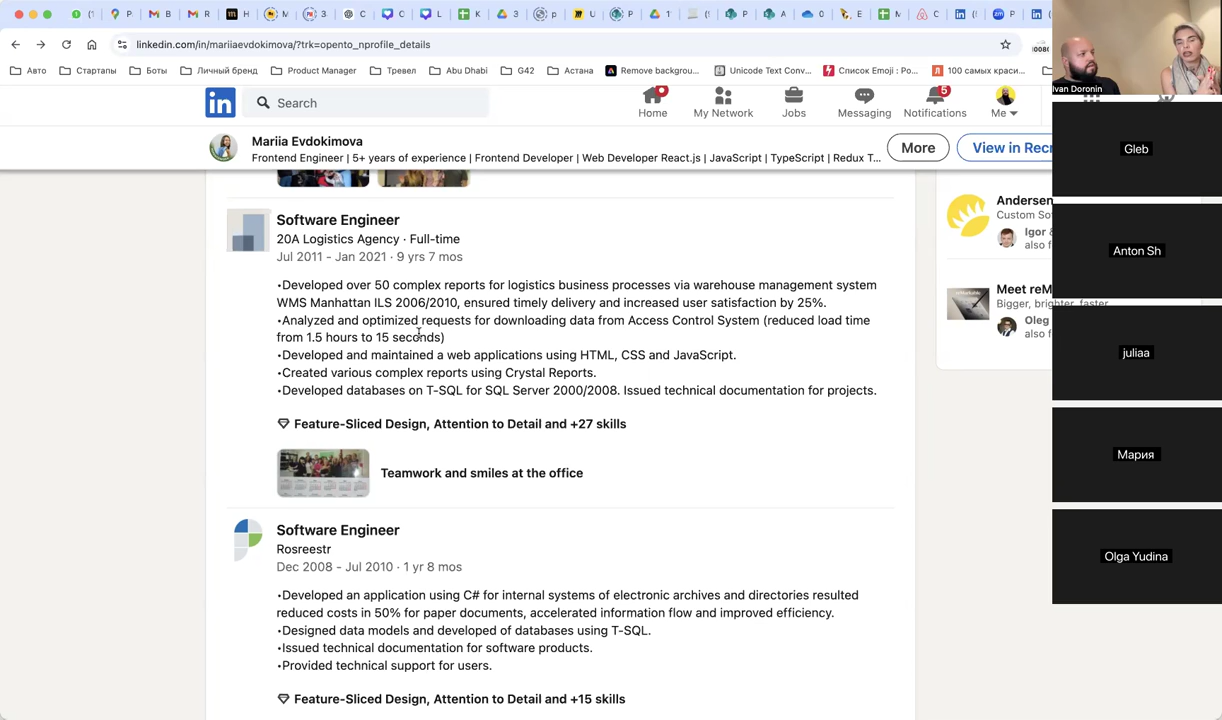 linkedin.com/in/mariiaevdokimova/?trk=opento_nprofile_details
Авто
Стартапы
Боты
Личный бренд
Product Manager
Тревел
Abu Dhabi
G42
Астана
Remove backgrou...
Unicode Text Conv...
Список Emoji : Po...
100 самых краси...
Ivan Doronin
in
Search
Home
My Network
Jobs
Messaging
5
Notifications
Me
Mariia Evdokimova
Frontend Engineer | 5+ years of experience | Frontend Developer | Web Developer React.js | JavaScript | TypeScript | Redux T...
More
View in Recr
Software Engineer
20A Logistics Agency · Full-time
Jul 2011 - Jan 2021 · 9 yrs 7 mos
•Developed over 50 complex reports for logistics business processes via warehouse management system
WMS Manhattan ILS 2006/2010, ensured timely delivery and increased user satisfaction by 25%.
•Analyzed and optimized requests for downloading data from Access Control System (reduced load time
from 1.5 hours to 15 seconds)
•Developed and maintained a web applications using HTML, CSS and JavaScript.
•Created various complex reports using Crystal Reports.
•Developed databases on T-SQL for SQL Server 2000/2008. Issued technical documentation for projects.
Feature-Sliced Design, Attention to Detail and +27 skills
Teamwork and smiles at the office
Software Engineer
Rosreestr
Dec 2008 - Jul 2010 · 1 yr 8 mos
•Developed an application using C# for internal systems of electronic archives and directories resulted
reduced costs in 50% for paper documents, accelerated information flow and improved efficiency.
•Designed data models and developed of databases using T-SQL.
•Issued technical documentation for software products.
•Provided technical support for users.
Feature-Sliced Design, Attention to Detail and +15 skills
Andersen
Custom So
Igor
also f
Meet reM
Bigger, brighter, faster
Oleg
also f
Gleb
Anton Sh
juliaa
Мария
Olga Yudina